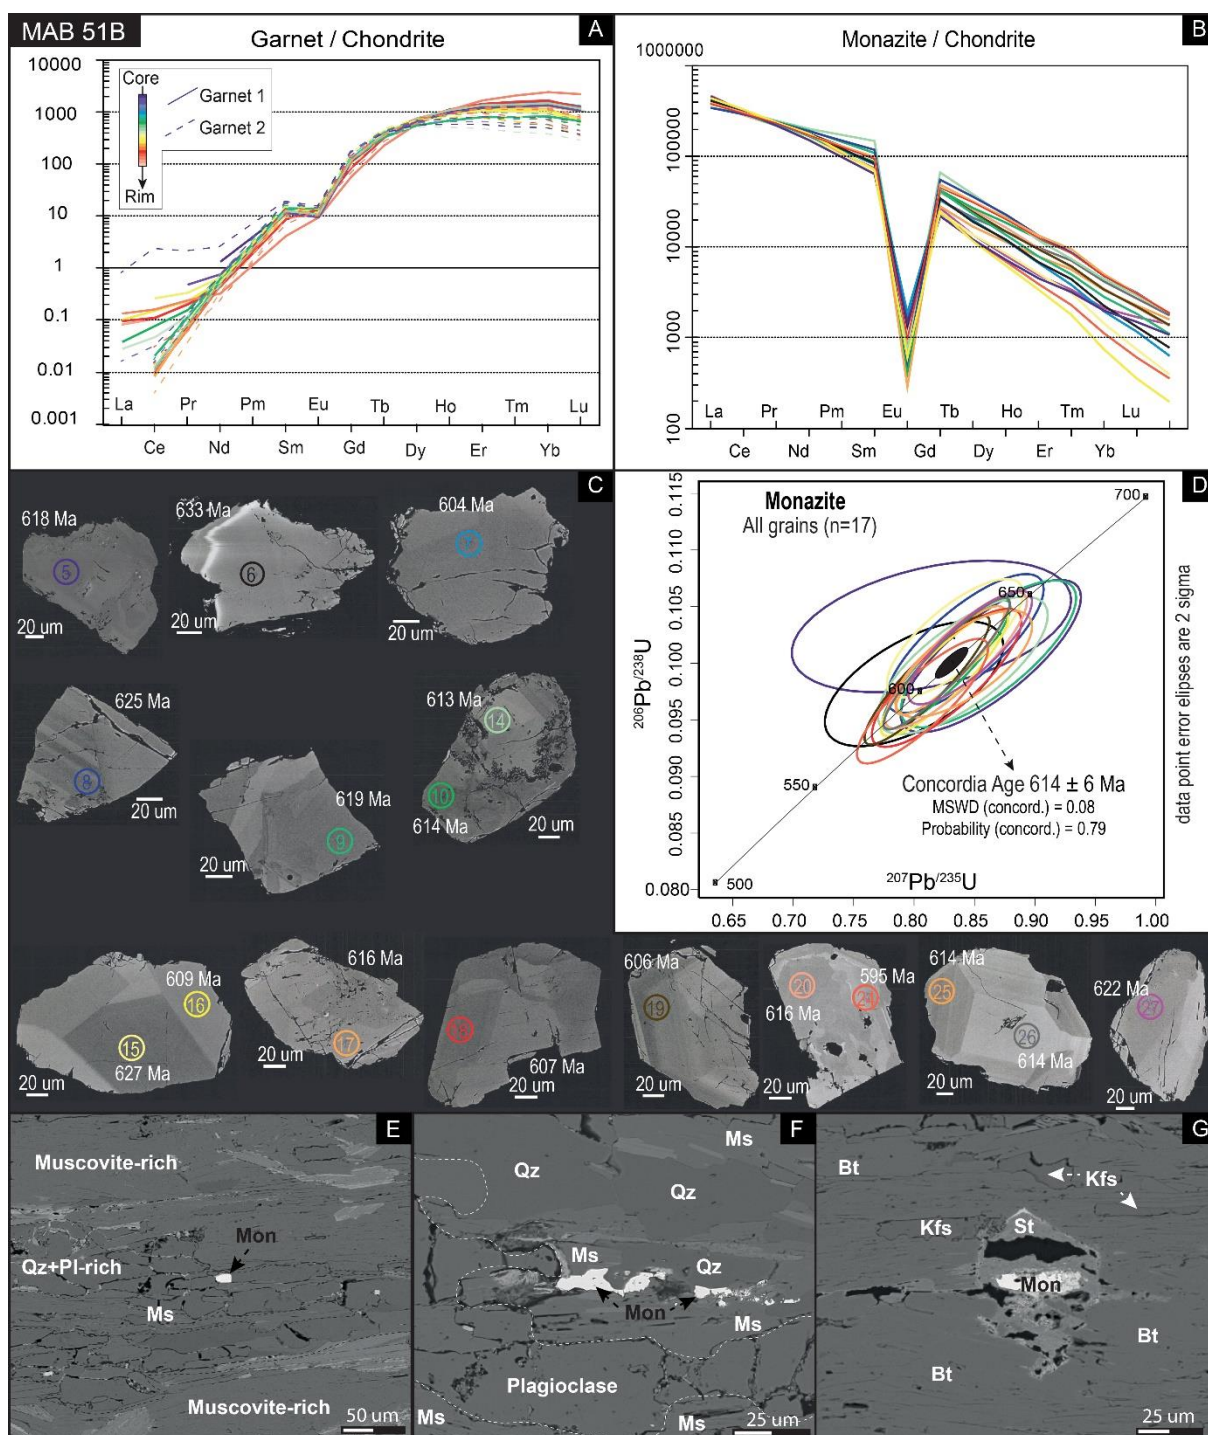 MAB 51B
Garnet / Chondrite
A
10000
1000
100
10
1
0.1
0.01
0.001
Core
Rim
Garnet 1
Garnet 2
La Pr Pm Eu Tb Ho Tm Lu
Ce Nd Sm Gd Dy Er Yb
Monazite / Chondrite
B
1000000
100000
10000
1000
100
La Pr Pm Eu Tb Ho Tm Lu
Ce Nd Sm Gd Dy Er Yb
C
618 Ma
5
20 um
633 Ma
6
20 um
604 Ma
7
20 um
625 Ma
8
20 um
619 Ma
9
20 um
613 Ma
14
10
614 Ma
20 um
609 Ma
16
15
627 Ma
20 um
616 Ma
17
20 um
18
607 Ma
20 um
606 Ma
19
20 um
595 Ma
20
616 Ma
20 um
614 Ma
25
26
614 Ma
20 um
622 Ma
27
20 um
D
Monazite
All grains (n=17)
0.115
0.110
0.105
0.100
0.095
0.090
0.085
0.080
206Pb/238U
700
650
600
550
500
Concordia Age 614 ± 6 Ma
MSWD (concord.) = 0.08
Probability (concord.) = 0.79
207Pb/235U
0.65 0.70 0.75 0.80 0.85 0.90 0.95 1.00
data point error elipses are 2 sigma
E
Muscovite-rich
Mon
Qz+Pl-rich
Ms
Muscovite-rich
50 um
F
Ms
Qz
Qz
Ms
Qz
Mon
Ms
Plagioclase
Ms
Ms
25 um
G
Bt
Kfs
Kfs
St
Mon
Bt
Bt
25 um